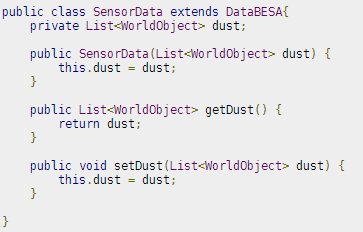 public class SensorData extends DataBESA{
    private List<WorldObject> dust;

    public SensorData(List<WorldObject> dust) {
        this.dust = dust;
    }

    public List<WorldObject> getDust() {
        return dust;
    }

    public void setDust(List<WorldObject> dust) {
        this.dust = dust;
    }

}